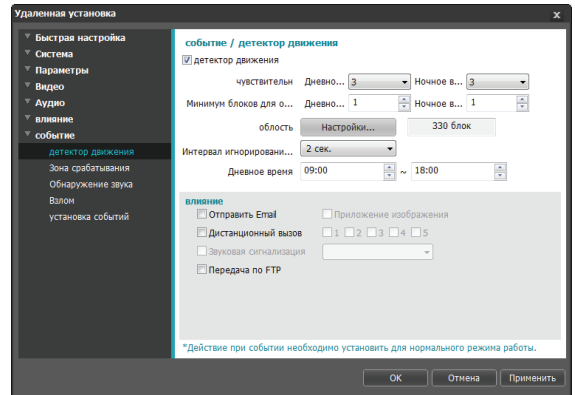 Удаленная установка x
Быстрая настройка
Система
Параметры
Видео
Аудио
влияние
событие
детектор движения
Зона срабатывания
Обнаружение звука
Взлом
установка событий
событие / детектор движения
детектор движения
чувствительн Дневно... 3 Ночное в... 3
Минимум блоков для о... Дневно... 1 Ночное в... 1
облость Настройки... 330 блок
Интервал игнорировани... 2 сек.
Дневное время 09:00 ~ 18:00
влияние
Отправить Email Приложение изображения
Дистанционный вызов 1 2 3 4 5
Звуковая сигнализация
Передача по FTP
*Действие при событии необходимо установить для нормального режима работы.
OK Отмена Применить